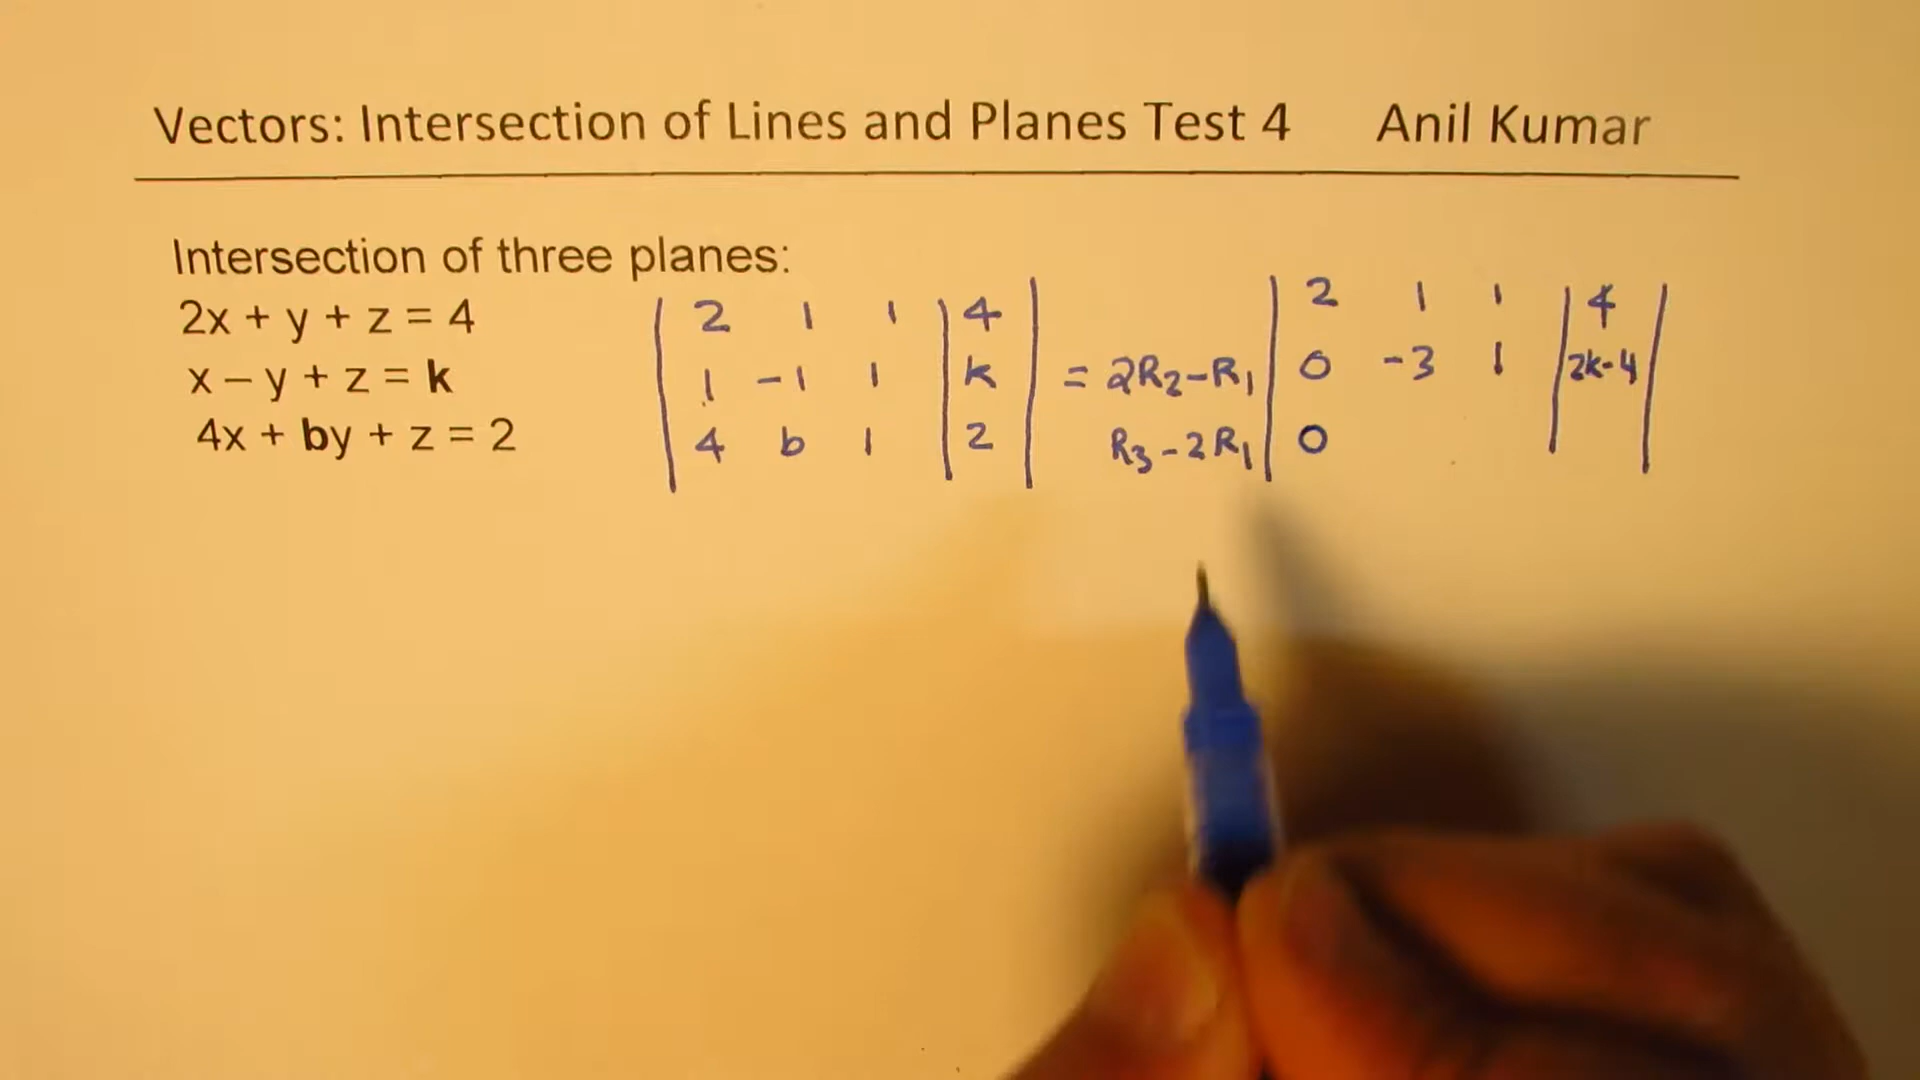 Vectors: Intersection of Lines and Planes Test 4 Anil Kumar
Intersection of three planes:
2x + y + z = 4
x – y + z = k
4x + by + z = 2
2 1 1 | 4
1 -1 1 | k
4 b 1 | 2
2 1 1 | 4
= 2R2-R1 | 0 -3 1 | 2k-4
R3-2R1 | 0